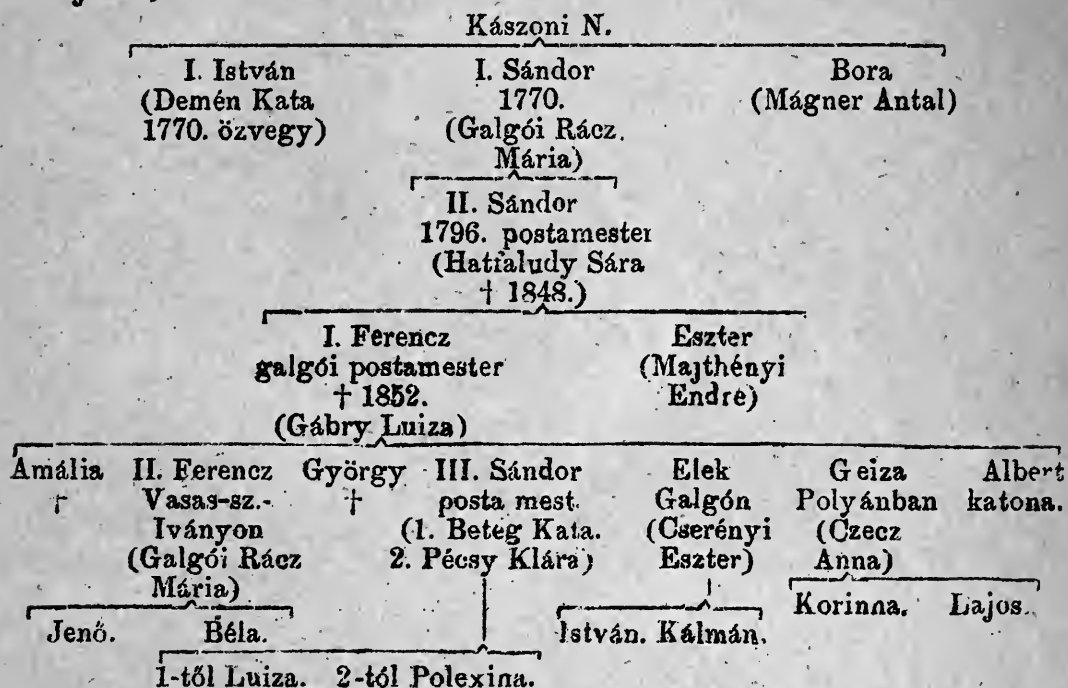 Kászoni N.
I. István I. Sándor Bora
(Demén Kata 1770. (Mágner Antal)
1770. özvegy) (Galgói Rácz
Mária)
II. Sándor
1796. postamester
(Hatfaludy Sára
† 1848.)
I. Ferencz Eszter
galgói postamester (Majthényi
† 1852. Endre)
(Gábry Luiza)
Amália II. Ferencz György III. Sándor Elek Geiza Albert
† Vasas-sz.- † posta mest. Galgón Polyánban katona.
Iványon (1. Beteg Kata. (Cserényi (Czecz
(Galgói Rácz 2. Pécsy Klára) Eszter) Anna)
Mária)
Korinna. Lajos.
Jenő. Béla. István. Kálmán.
1-től Luiza. 2-tól Polexina.